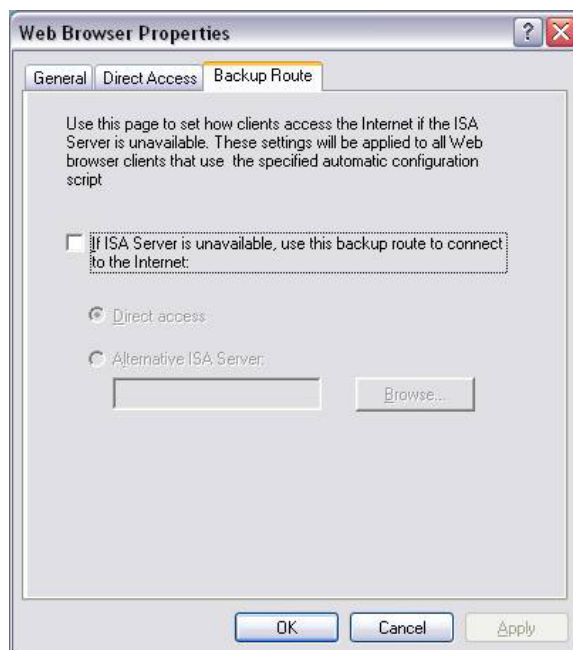 Web Browser Properties
General Direct Access Backup Route
Use this page to set how clients access the Internet if the ISA
Server is unavailable. These settings will be applied to all Web
browser clients that use the specified automatic configuration
script
If ISA Server is unavailable, use this backup route to connect
to the Internet:
Direct access
Alternative ISA Server:
Browse...
OK Cancel Apply